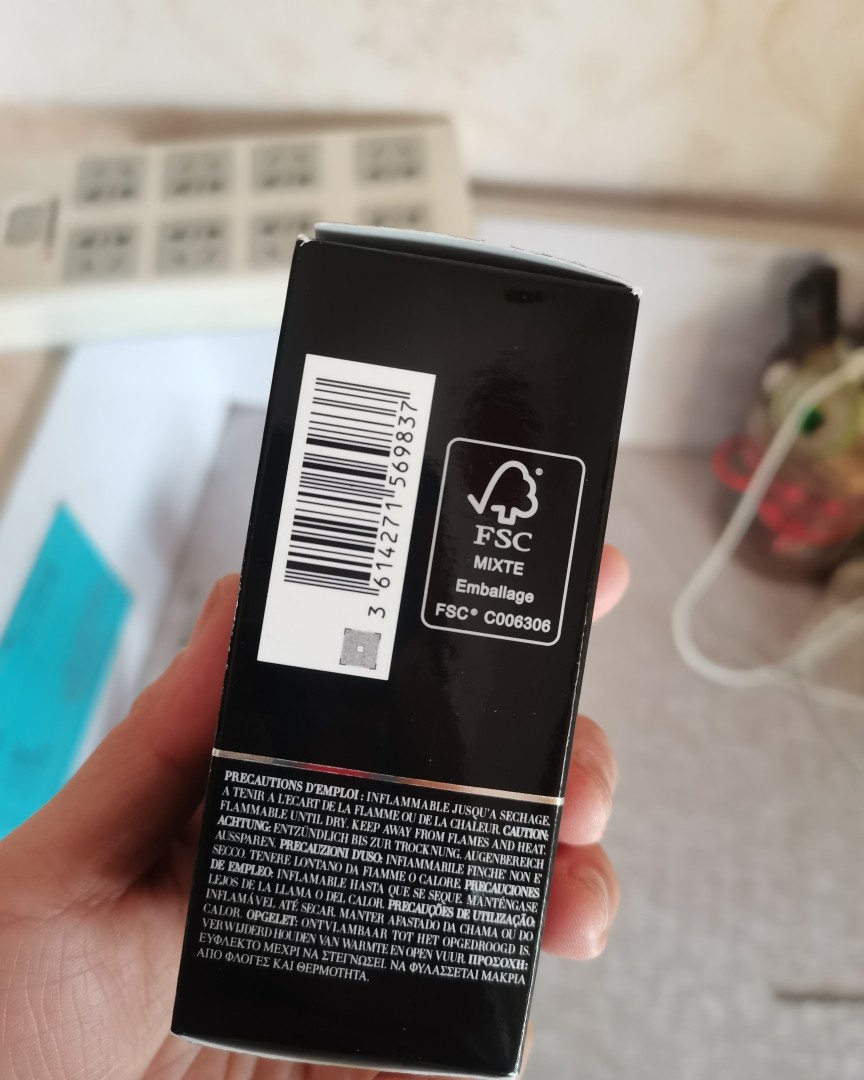 3 614271 569837
FSC
MIXTE
Emballage
FSC® C006306
PRECAUTIONS D'EMPLOI : INFLAMMABLE JUSQU'A SECHAGE.
A TENIR A L'ECART DE LA FLAMME OU DE LA CHALEUR. CAUTION:
FLAMMABLE UNTIL DRY. KEEP AWAY FROM FLAMES AND HEAT.
ACHTUNG: ENTZÜNDLICH BIS ZUR TROCKNUNG. AUGENBEREICH
AUSSPAREN. PRECAUZIONI D'USO: INFIAMMABILE FINCHE' NON E'
SECCO. TENERE LONTANO DA FIAMME O CALORE. PRECAUCIONES
DE EMPLEO: INFLAMABLE HASTA QUE SE SEQUE. MANTÉNGASE
LEJOS DE LA LLAMA O DEL CALOR. PRECAUÇÕES DE UTILIZAÇÃO:
INFLAMÁVEL ATÉ SECAR. MANTER AFASTADO DA CHAMA OU DO
CALOR. OPGELET: ONTVLAMBAAR TOT HET OPGEDROOGD IS.
VERWIJDERD HOUDEN VAN WARMTE EN OPEN VUUR. ΠΡΟΣΟΧΗ:
ΕΥΦΛΕΚΤΟ ΜΕΧΡΙ ΝΑ ΣΤΕΓΝΩΣΕΙ. ΝΑ ΦΥΛΑΣΣΕΤΑΙ ΜΑΚΡΙΑ
ΑΠΟ ΦΛΟΓΕΣ ΚΑΙ ΘΕΡΜΟΤΗΤΑ.